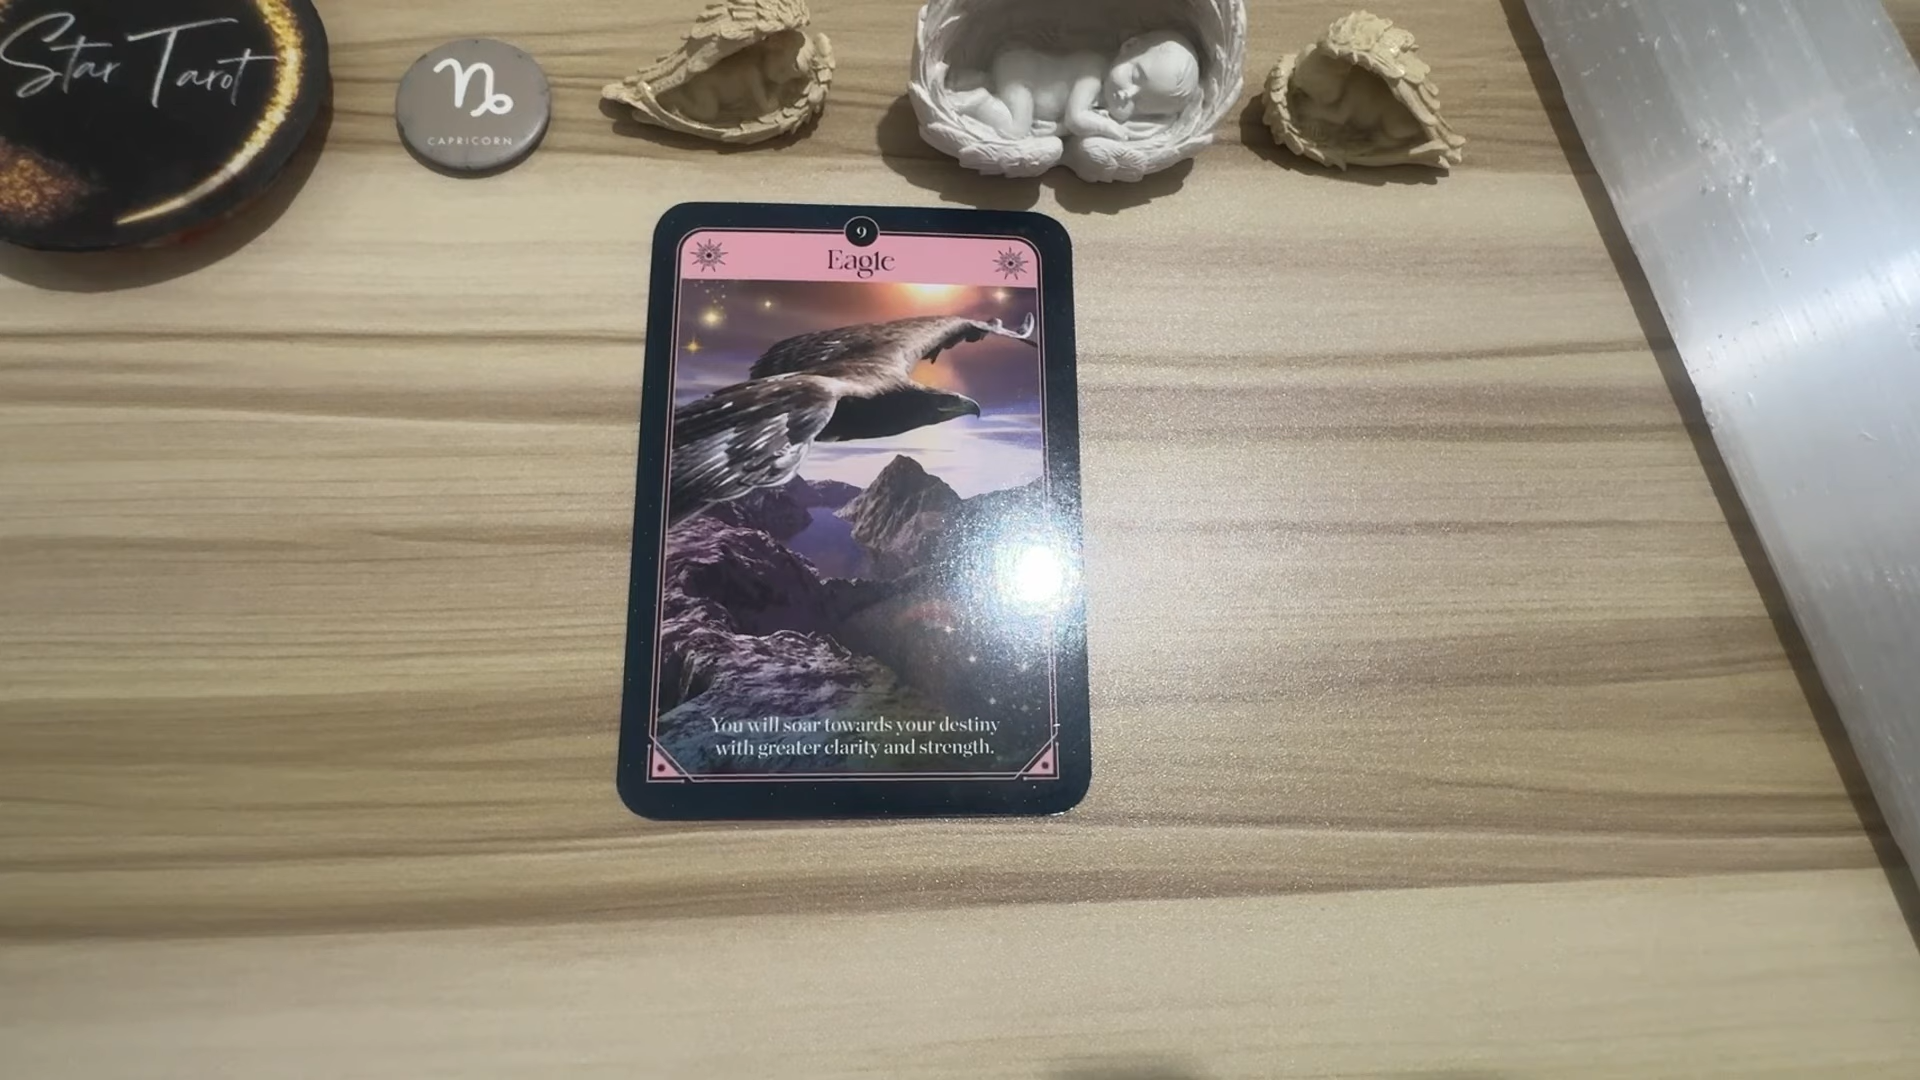 Star Tarot
CAPRICORN
9
Eagle
You will soar towards your destiny
with greater clarity and strength.